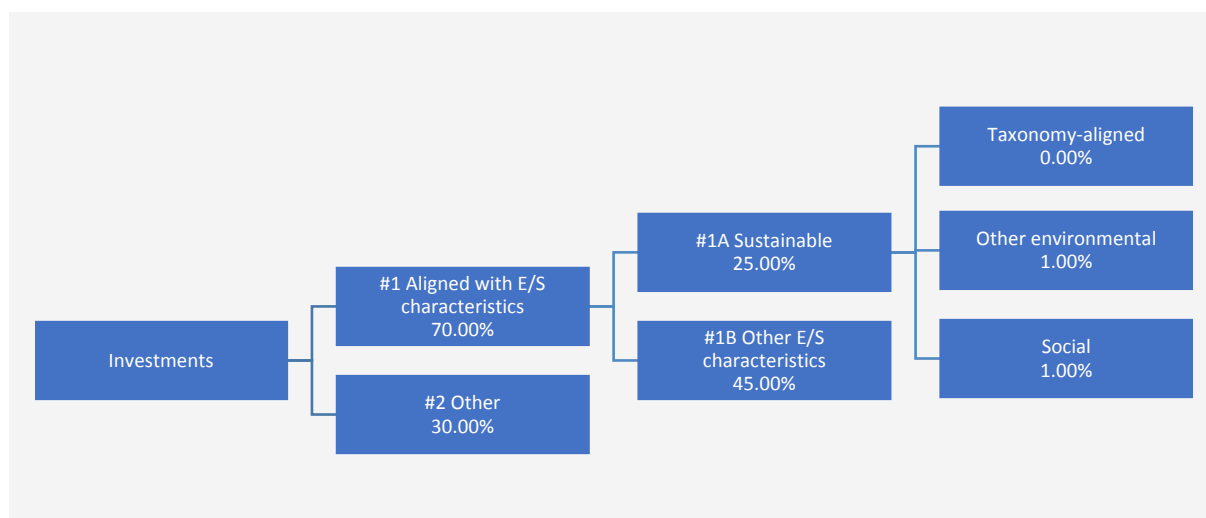 Investments
#1 Aligned with E/S
characteristics
70.00%
#2 Other
30.00%
#1A Sustainable
25.00%
#1B Other E/S
characteristics
45.00%
Taxonomy-aligned
0.00%
Other environmental
1.00%
Social
1.00%